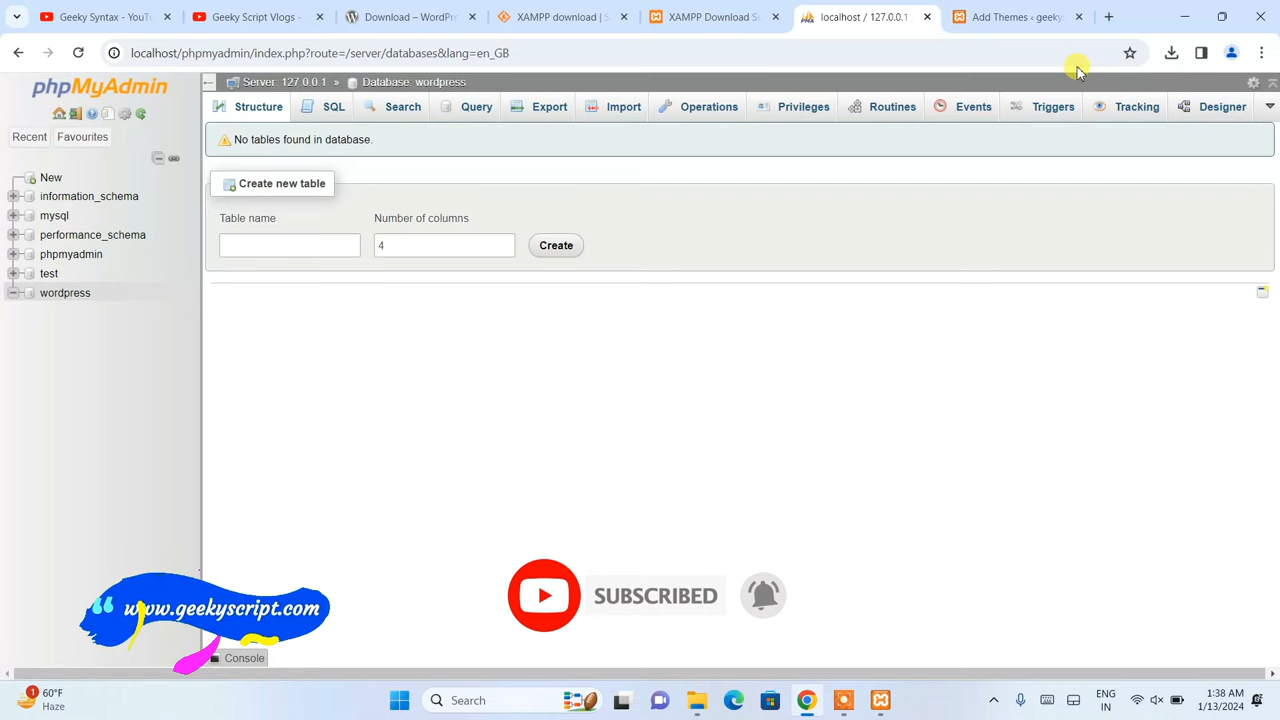 Geeky Syntax - YouT
Geeky Script Vlogs -
Download – WordPre
XAMPP download | S
XAMPP Download Se
localhost / 127.0.0.1
Add Themes ‹ geeky
localhost/phpmyadmin/index.php?route=/server/databases&lang=en_GB
phpMyAdmin
Recent
Favourites
New
information_schema
mysql
performance_schema
phpmyadmin
test
wordpress
Server: 127.0.0.1 » Database: wordpress
Structure
SQL
Search
Query
Export
Import
Operations
Privileges
Routines
Events
Triggers
Tracking
Designer
No tables found in database.
Create new table
Table name
Number of columns
4
Create
SUBSCRIBED
www.geekyscript.com
Console
1
60°F
Haze
Search
ENG
IN
1:38 AM
1/13/2024